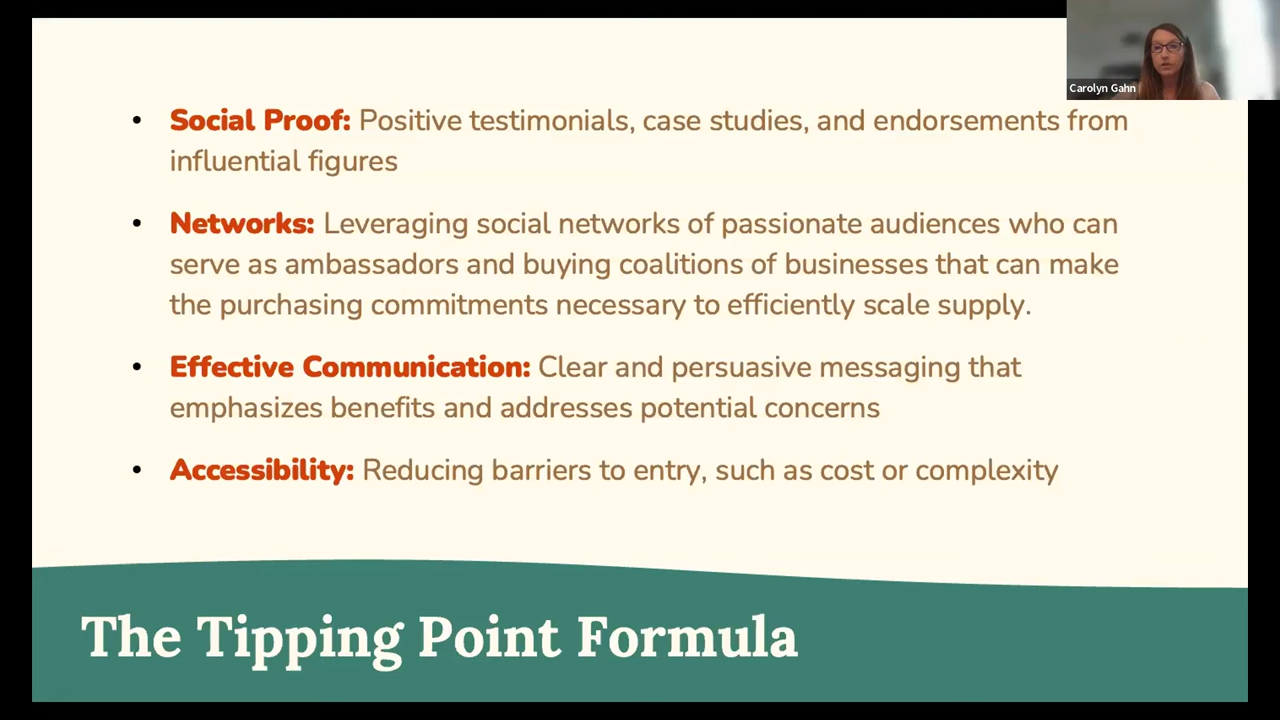 Carolyn Gahn
• Social Proof: Positive testimonials, case studies, and endorsements from
influential figures
• Networks: Leveraging social networks of passionate audiences who can
serve as ambassadors and buying coalitions of businesses that can make
the purchasing commitments necessary to efficiently scale supply.
• Effective Communication: Clear and persuasive messaging that
emphasizes benefits and addresses potential concerns
• Accessibility: Reducing barriers to entry, such as cost or complexity
The Tipping Point Formula